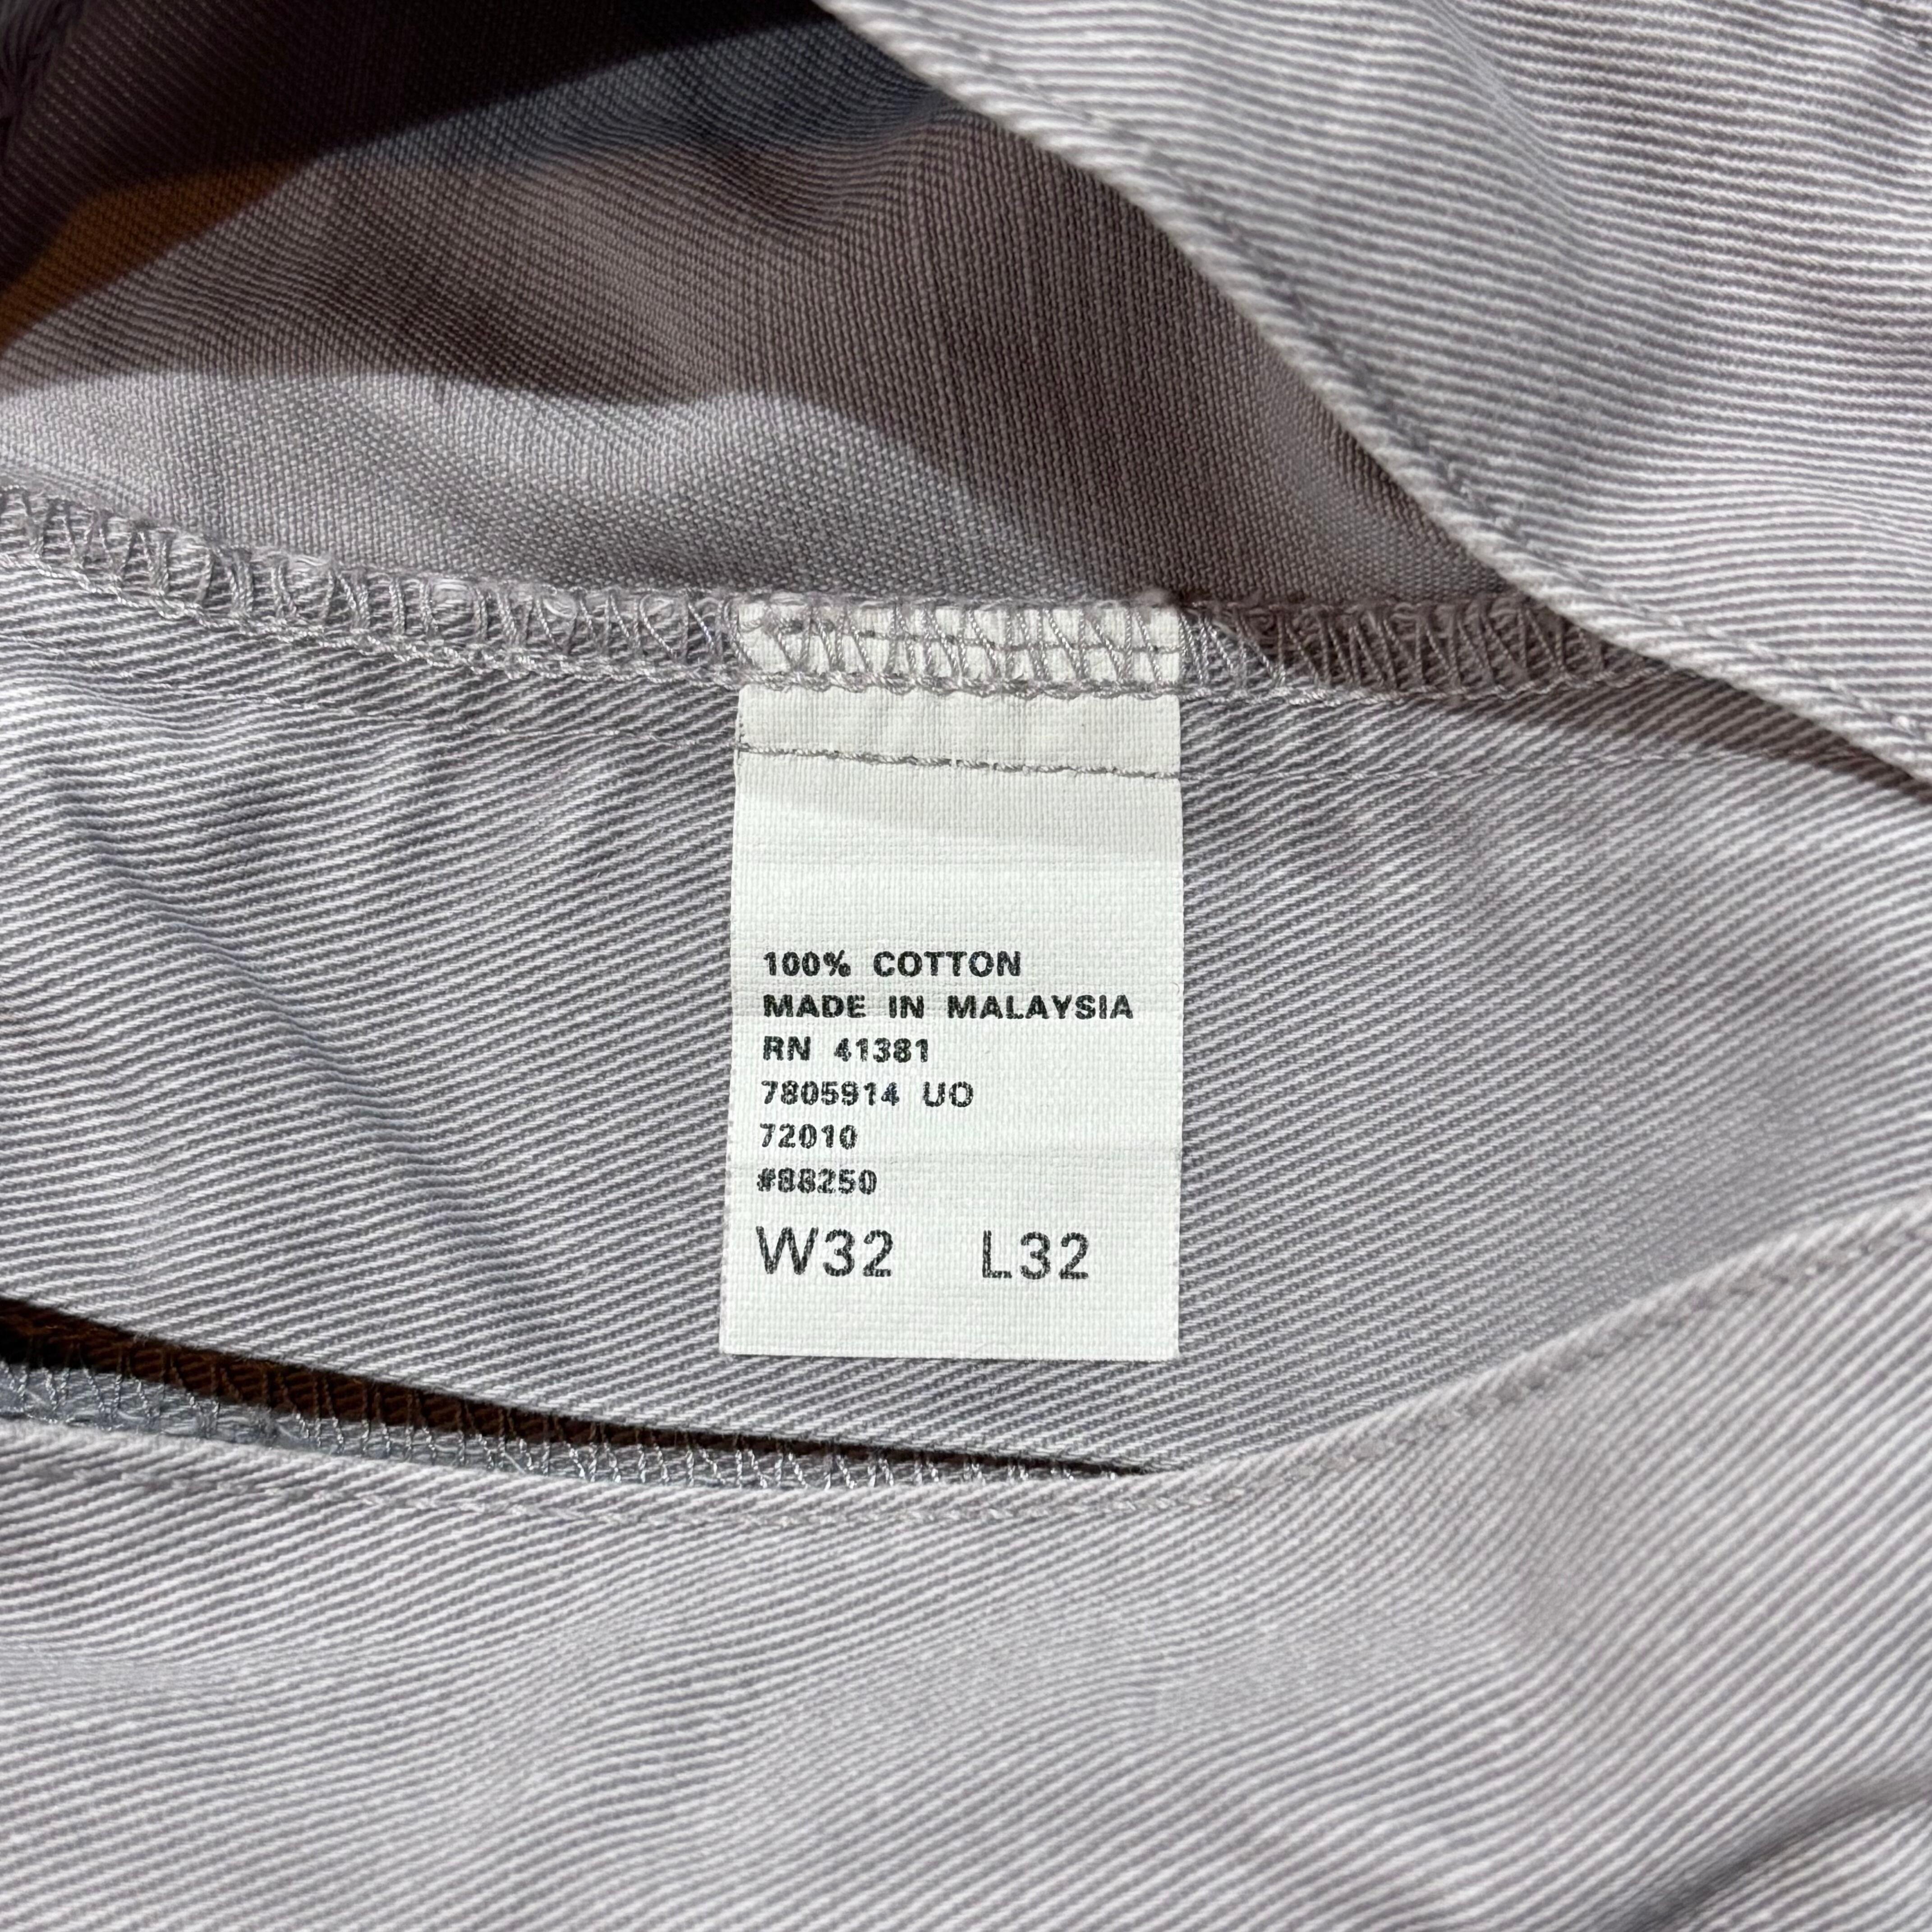 100% COTTON
MADE IN MALAYSIA
RN 41381
7805914 UO
72010
#88250
W32 L32